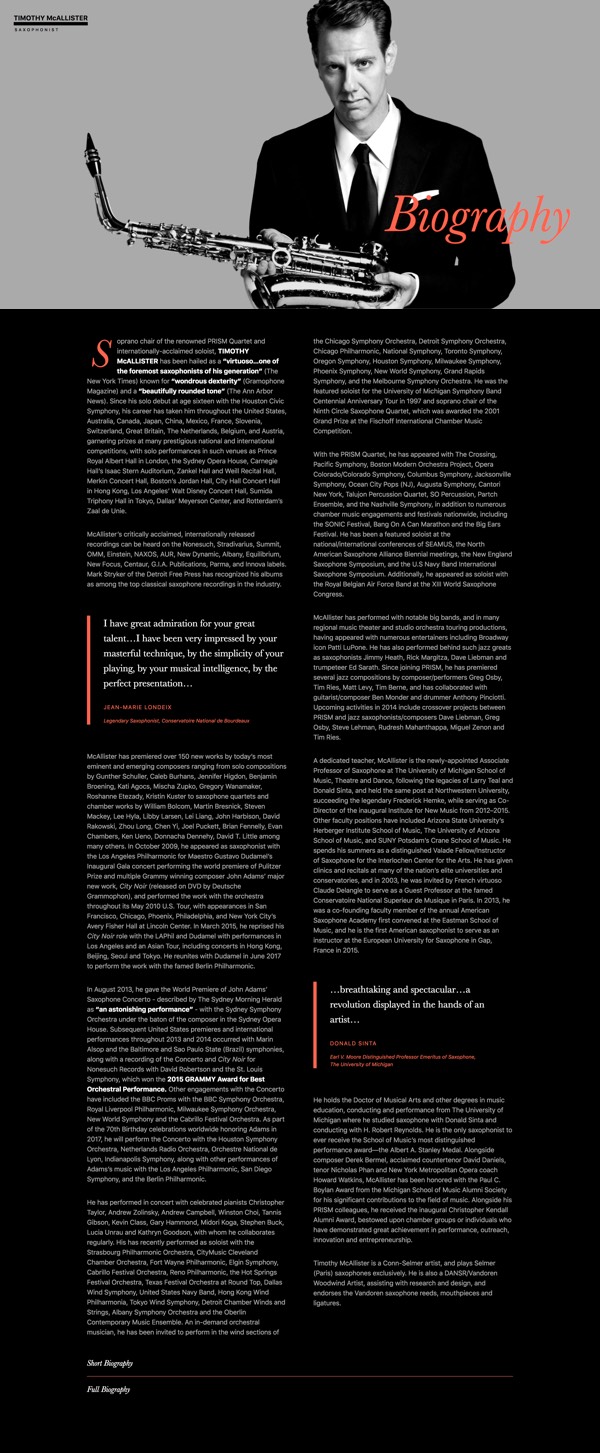 TIMOTHY McALLISTER
SAXOPHONIST
Biography
Soprano chair of the renowned PRISM Quartet and
internationally-acclaimed soloist, TIMOTHY
McALLISTER has been hailed as a “virtuoso...one of
the foremost saxophonists of his generation” (The
New York Times) known for “wondrous dexterity” (Gramophone
Magazine) and a “beautifully rounded tone” (The Ann Arbor
News). Since his solo debut at age sixteen with the Houston Civic
Symphony, his career has taken him throughout the United States,
Australia, Canada, Japan, China, Mexico, France, Slovenia,
Switzerland, Great Britain, The Netherlands, Belgium, and Austria,
garnering prizes at many prestigious national and international
competitions, with solo performances in such venues as Prince
Royal Albert Hall in London, the Sydney Opera House, Carnegie
Hall’s Isaac Stern Auditorium, Zankel Hall and Weill Recital Hall,
Merkin Concert Hall, Boston’s Jordan Hall, City Hall Concert Hall
in Hong Kong, Los Angeles’ Walt Disney Concert Hall, Sumida
Triphony Hall in Tokyo, Dallas’ Meyerson Center, and Rotterdam’s
Zaal de Unie.
McAllister’s critically acclaimed, internationally released
recordings can be heard on the Nonesuch, Stradivarius, Summit,
OMM, Einstein, NAXOS, AUR, New Dynamic, Albany, Equilibrium,
New Focus, Centaur, G.I.A. Publications, Parma, and Innova labels.
Mark Stryker of the Detroit Free Press has recognized his albums
as among the top classical saxophone recordings in the industry.
I have great admiration for your great
talent…I have been very impressed by your
masterful technique, by the simplicity of your
playing, by your musical intelligence, by the
perfect presentation…
JEAN-MARIE LONDEIX
Legendary Saxophonist, Conservatoire National de Bourdeaux
McAllister has premiered over 150 new works by today’s most
eminent and emerging composers ranging from solo compositions
by Gunther Schuller, Caleb Burhans, Jennifer Higdon, Benjamin
Broening, Kati Agocs, Mischa Zupko, Gregory Wanamaker,
Roshanne Etezady, Kristin Kuster to saxophone quartets and
chamber works by William Bolcom, Martin Bresnick, Steven
Mackey, Lee Hyla, Libby Larsen, Lei Liang, John Harbison, David
Rakowski, Zhou Long, Chen Yi, Joel Puckett, Brian Fennelly, Evan
Chambers, Ken Ueno, Donnacha Dennehy, David T. Little among
many others. In October 2009, he appeared as saxophonist with
the Los Angeles Philharmonic for Maestro Gustavo Dudamel’s
Inaugural Gala concert performing the world premiere of Pulitzer
Prize and multiple Grammy winning composer John Adams’ major
new work, City Noir (released on DVD by Deutsche
Grammophon), and performed the work with the orchestra
throughout its May 2010 U.S. Tour, with appearances in San
Francisco, Chicago, Phoenix, Philadelphia, and New York City’s
Avery Fisher Hall at Lincoln Center. In March 2015, he reprised his
City Noir role with the LAPhil and Dudamel with performances in
Los Angeles and an Asian Tour, including concerts in Hong Kong,
Beijing, Seoul and Tokyo. He reunites with Dudamel in June 2017
to perform the work with the famed Berlin Philharmonic.
In August 2013, he gave the World Premiere of John Adams’
Saxophone Concerto - described by The Sydney Morning Herald
as “an astonishing performance” - with the Sydney Symphony
Orchestra under the baton of the composer in the Sydney Opera
House. Subsequent United States premieres and international
performances throughout 2013 and 2014 occurred with Marin
Alsop and the Baltimore and Sao Paulo State (Brazil) symphonies,
along with a recording of the Concerto and City Noir for
Nonesuch Records with David Robertson and the St. Louis
Symphony, which won the 2015 GRAMMY Award for Best
Orchestral Performance. Other engagements with the Concerto
have included the BBC Proms with the BBC Symphony Orchestra,
Royal Liverpool Philharmonic, Milwaukee Symphony Orchestra,
New World Symphony and the Cabrillo Festival Orchestra. As part
of the 70th Birthday celebrations worldwide honoring Adams in
2017, he will perform the Concerto with the Houston Symphony
Orchestra, Netherlands Radio Orchestra, Orchestre National de
Lyon, Indianapolis Symphony, along with other performances of
Adams’s music with the Los Angeles Philharmonic, San Diego
Symphony, and the Berlin Philharmonic.
He has performed in concert with celebrated pianists Christopher
Taylor, Andrew Zolinsky, Andrew Campbell, Winston Choi, Tannis
Gibson, Kevin Class, Gary Hammond, Midori Koga, Stephen Buck,
Lucia Unrau and Kathryn Goodson, with whom he collaborates
regularly. His has recently performed as soloist with the
Strasbourg Philharmonic Orchestra, CityMusic Cleveland
Chamber Orchestra, Fort Wayne Philharmonic, Elgin Symphony,
Cabrillo Festival Orchestra, Reno Philharmonic, the Hot Springs
Festival Orchestra, Texas Festival Orchestra at Round Top, Dallas
Wind Symphony, United States Navy Band, Hong Kong Wind
Philharmonia, Tokyo Wind Symphony, Detroit Chamber Winds and
Strings, Albany Symphony Orchestra and the Oberlin
Contemporary Music Ensemble. An in-demand orchestral
musician, he has been invited to perform in the wind sections of
the Chicago Symphony Orchestra, Detroit Symphony Orchestra,
Chicago Philharmonic, National Symphony, Toronto Symphony,
Oregon Symphony, Houston Symphony, Milwaukee Symphony,
Phoenix Symphony, New World Symphony, Grand Rapids
Symphony, and the Melbourne Symphony Orchestra. He was the
featured soloist for the University of Michigan Symphony Band
Centennial Anniversary Tour in 1997 and soprano chair of the
Ninth Circle Saxophone Quartet, which was awarded the 2001
Grand Prize at the Fischoff International Chamber Music
Competition.
With the PRISM Quartet, he has appeared with The Crossing,
Pacific Symphony, Boston Modern Orchestra Project, Opera
Colorado/Colorado Symphony, Columbus Symphony, Jacksonville
Symphony, Ocean City Pops (NJ), Augusta Symphony, Cantori
New York, Talujon Percussion Quartet, SO Percussion, Partch
Ensemble, and the Nashville Symphony, in addition to numerous
chamber music engagements and festivals nationwide, including
the SONIC Festival, Bang On A Can Marathon and the Big Ears
Festival. He has been a featured soloist at the
national/international conferences of SEAMUS, the North
American Saxophone Alliance Biennial meetings, the New England
Saxophone Symposium, and the U.S Navy Band International
Saxophone Symposium. Additionally, he appeared as soloist with
the Royal Belgian Air Force Band at the XIII World Saxophone
Congress.
McAllister has performed with notable big bands, and in many
regional music theater and studio orchestra touring productions,
having appeared with numerous entertainers including Broadway
icon Patti LuPone. He has also performed behind such jazz greats
as saxophonists Jimmy Heath, Rick Margitza, Dave Liebman and
trumpeter Ed Sarath. Since joining PRISM, he has premiered
several jazz compositions by composer/performers Greg Osby,
Tim Ries, Matt Levy, Tim Berne, and has collaborated with
guitarist/composer Ben Monder and drummer Anthony Pinciotti.
Upcoming activities in 2014 include crossover projects between
PRISM and jazz saxophonists/composers Dave Liebman, Greg
Osby, Steve Lehman, Rudresh Mahanthappa, Miguel Zenon and
Tim Ries.
A dedicated teacher, McAllister is the newly-appointed Associate
Professor of Saxophone at The University of Michigan School of
Music, Theatre and Dance, following the legacies of Larry Teal and
Donald Sinta, and held the same post at Northwestern University,
succeeding the legendary Frederick Hemke, while serving as Co-
Director of the inaugural Institute for New Music from 2012–2015.
Other faculty positions have included Arizona State University’s
Herberger Institute School of Music, The University of Arizona
School of Music, and SUNY Potsdam’s Crane School of Music. He
spends his summers as a distinguished Valade Fellow/Instructor
of Saxophone for the Interlochen Center for the Arts. He has given
clinics and recitals at many of the nation’s elite universities and
conservatories, and in 2003, he was invited by French virtuoso
Claude Delangle to serve as a Guest Professor at the famed
Conservatoire National Superieur de Musique in Paris. In 2013, he
was a co-founding faculty member of the annual American
Saxophone Academy first convened at the Eastman School of
Music, and he is the first American saxophonist to serve as an
instructor at the European University for Saxophone in Gap,
France in 2015.
…breathtaking and spectacular…a
revolution displayed in the hands of an
artist…
DONALD SINTA
Earl V. Moore Distinguished Professor Emeritus of Saxophone,
The University of Michigan
He holds the Doctor of Musical Arts and other degrees in music
education, conducting and performance from The University of
Michigan where he studied saxophone with Donald Sinta and
conducting with H. Robert Reynolds. He is the only saxophonist to
ever receive the School of Music’s most distinguished
performance award—the Albert A. Stanley Medal. Alongside
composer Derek Bermel, acclaimed countertenor David Daniels,
tenor Nicholas Phan and New York Metropolitan Opera coach
Howard Watkins, McAllister has been honored with the Paul C.
Boylan Award from the Michigan School of Music Alumni Society
for his significant contributions to the field of music. Alongside his
PRISM colleagues, he received the inaugural Christopher Kendall
Alumni Award, bestowed upon chamber groups or individuals who
have demonstrated great achievement in performance, outreach,
innovation and entrepreneurship.
Timothy McAllister is a Conn-Selmer artist, and plays Selmer
(Paris) saxophones exclusively. He is also a DANSR/Vandoren
Woodwind Artist, assisting with research and design, and
endorses the Vandoren saxophone reeds, mouthpieces and
ligatures.
Short Biography
Full Biography